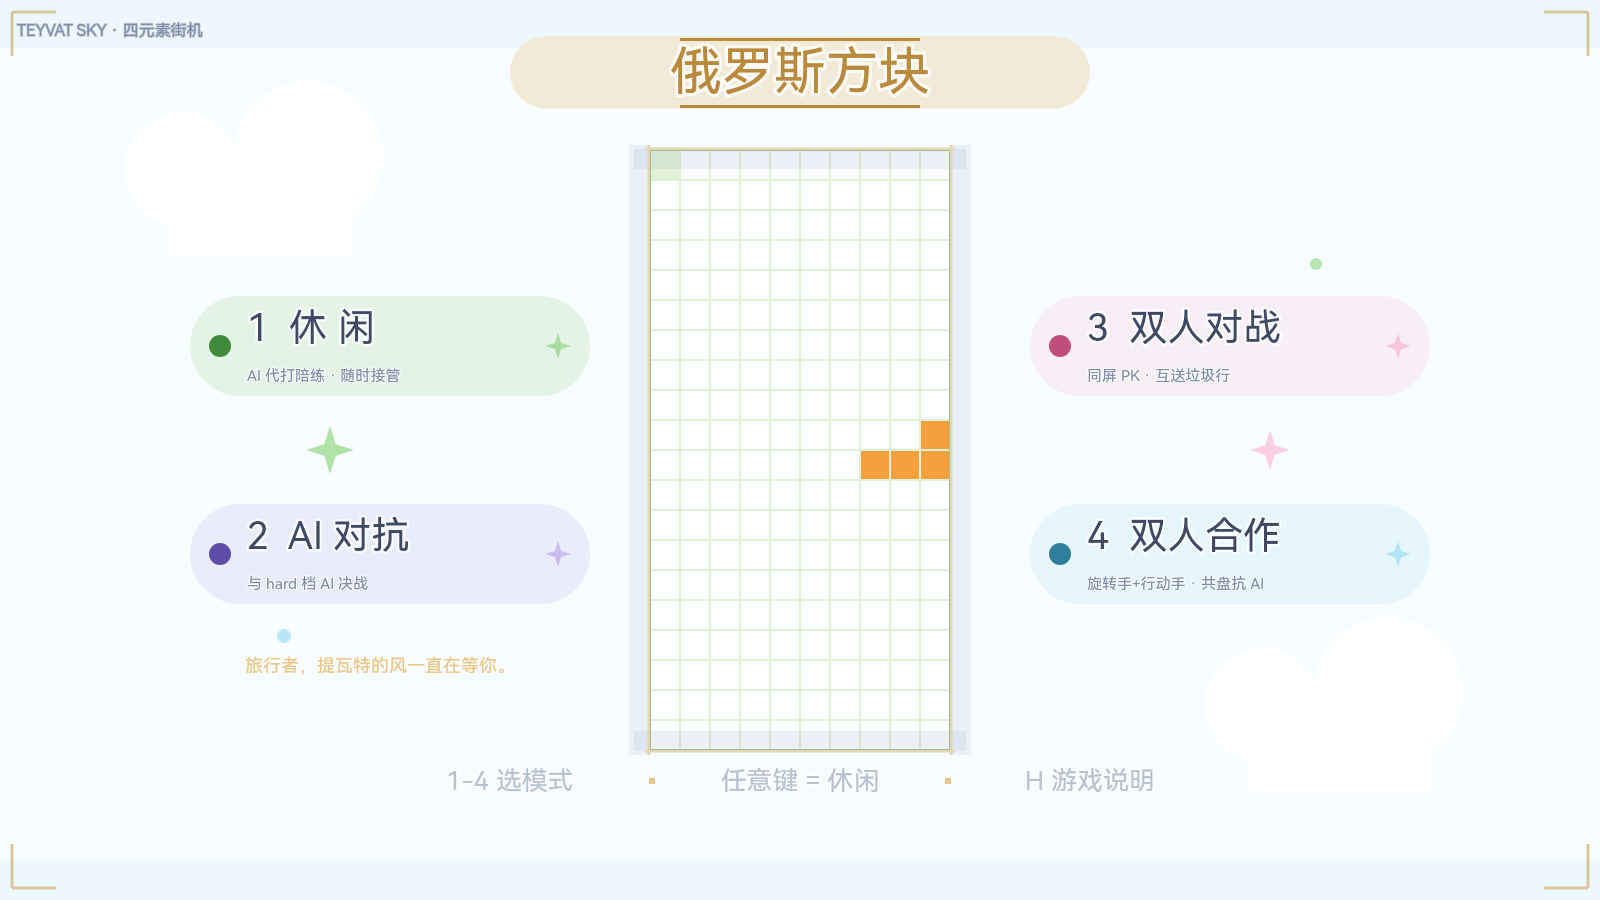 TEYVAT SKY · 四元素街机
俄罗斯方块
1 休 闲
AI 代打陪练 · 随时接管
2 AI 对抗
与 hard 档 AI 决战
旅行者，提瓦特的风一直在等你。
3 双人对战
同屏 PK · 互送垃圾行
4 双人合作
旋转手+行动手 · 共盘抗 AI
1-4 选模式 ▪ 任意键 = 休闲 ▪ H 游戏说明